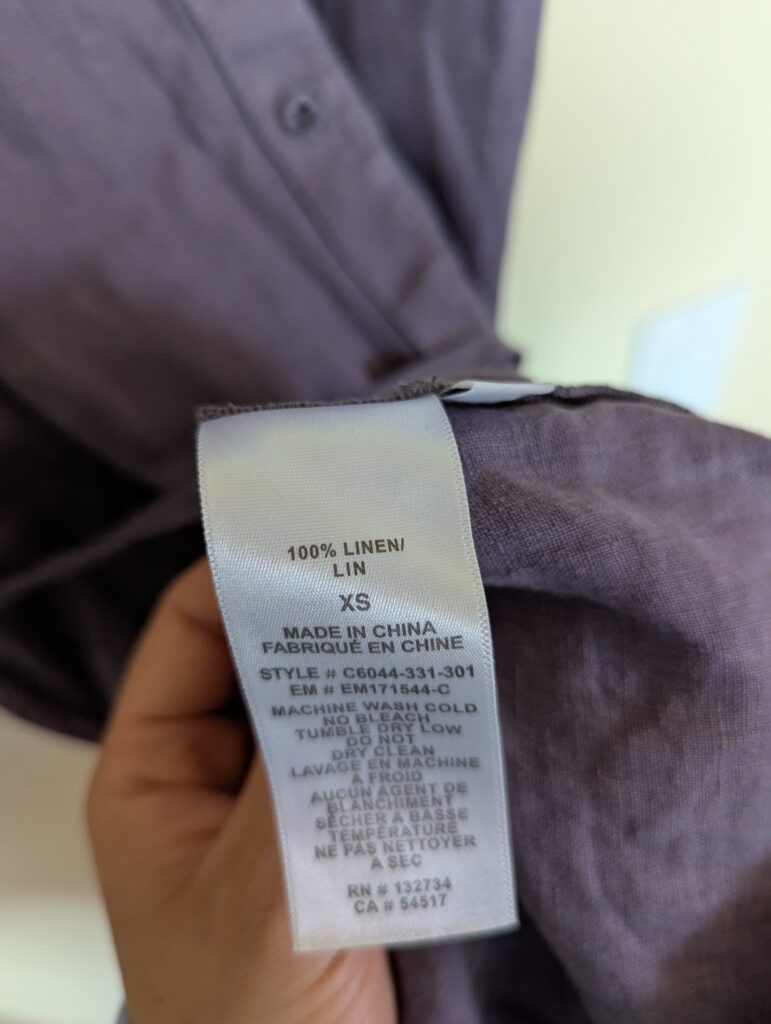 100% LINEN/
LIN
XS
MADE IN CHINA
FABRIQUÉ EN CHINE
STYLE # C6044-331-301
EM # EM171544-C
MACHINE WASH COLD
NO BLEACH
TUMBLE DRY LOW
DO NOT
DRY CLEAN
LAVAGE EN MACHINE
A FROID
AUCUN AGENT DE
BLANCHIMENT
SÉCHER A BASSE
TEMPÉRATURE
NE PAS NETTOYER
A SEC
RN # 132734
CA # 54517